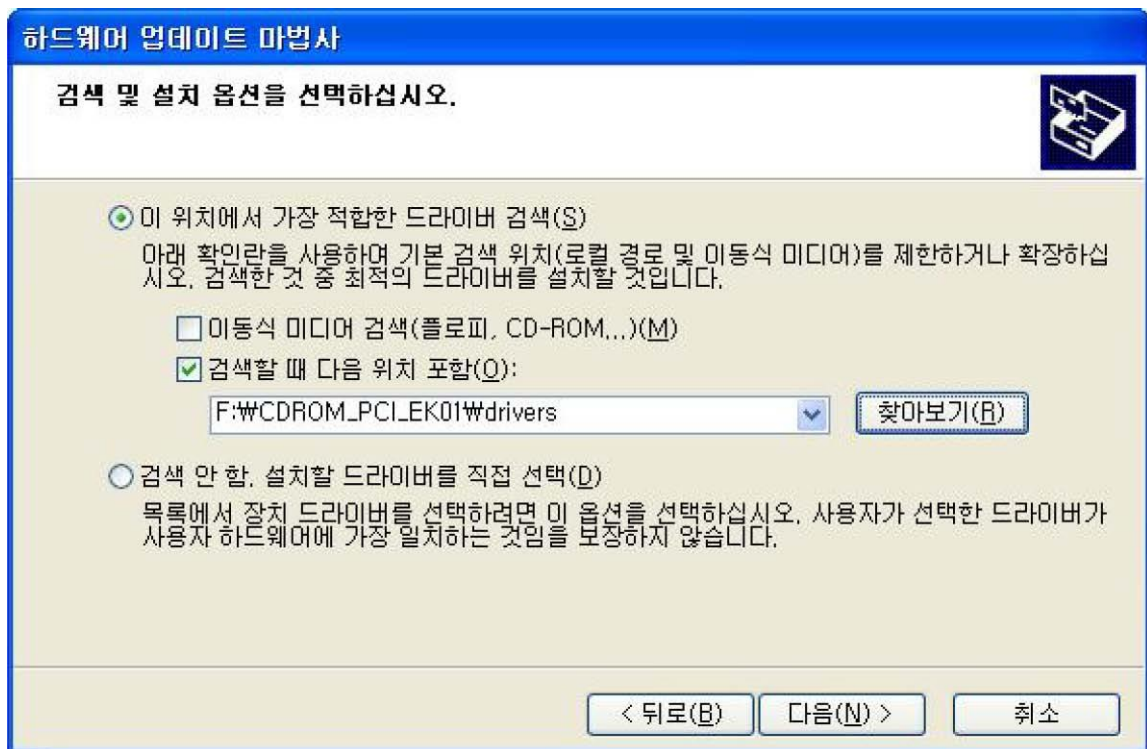 하드웨어 업데이트 마법사
검색 및 설치 옵션을 선택하십시오.
이 위치에서 가장 적합한 드라이버 검색(S)
아래 확인란을 사용하여 기본 검색 위치(로컬 경로 및 이동식 미디어)를 제한하거나 확장하십
시오. 검색한 것 중 최적의 드라이버를 설치할 것입니다.
이동식 미디어 검색(플로피, CD-ROM...)(M)
검색할 때 다음 위치 포함(O):
F:₩CDROM_PCI_EK01₩drivers
찾아보기(R)
검색 안 함. 설치할 드라이버를 직접 선택(D)
목록에서 장치 드라이버를 선택하려면 이 옵션을 선택하십시오. 사용자가 선택한 드라이버가
사용자 하드웨어에 가장 일치하는 것임을 보장하지 않습니다.
< 뒤로(B)
다음(N) >
취소